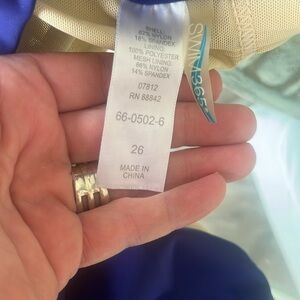 SHELL
82% NYLON
18% SPANDEX
LINING
100% POLYESTER
MESH LINING
86% NYLON
14% SPANDEX
07812
RN 88842
66-0502-6
26
MADE IN
CHINA
SWIM365